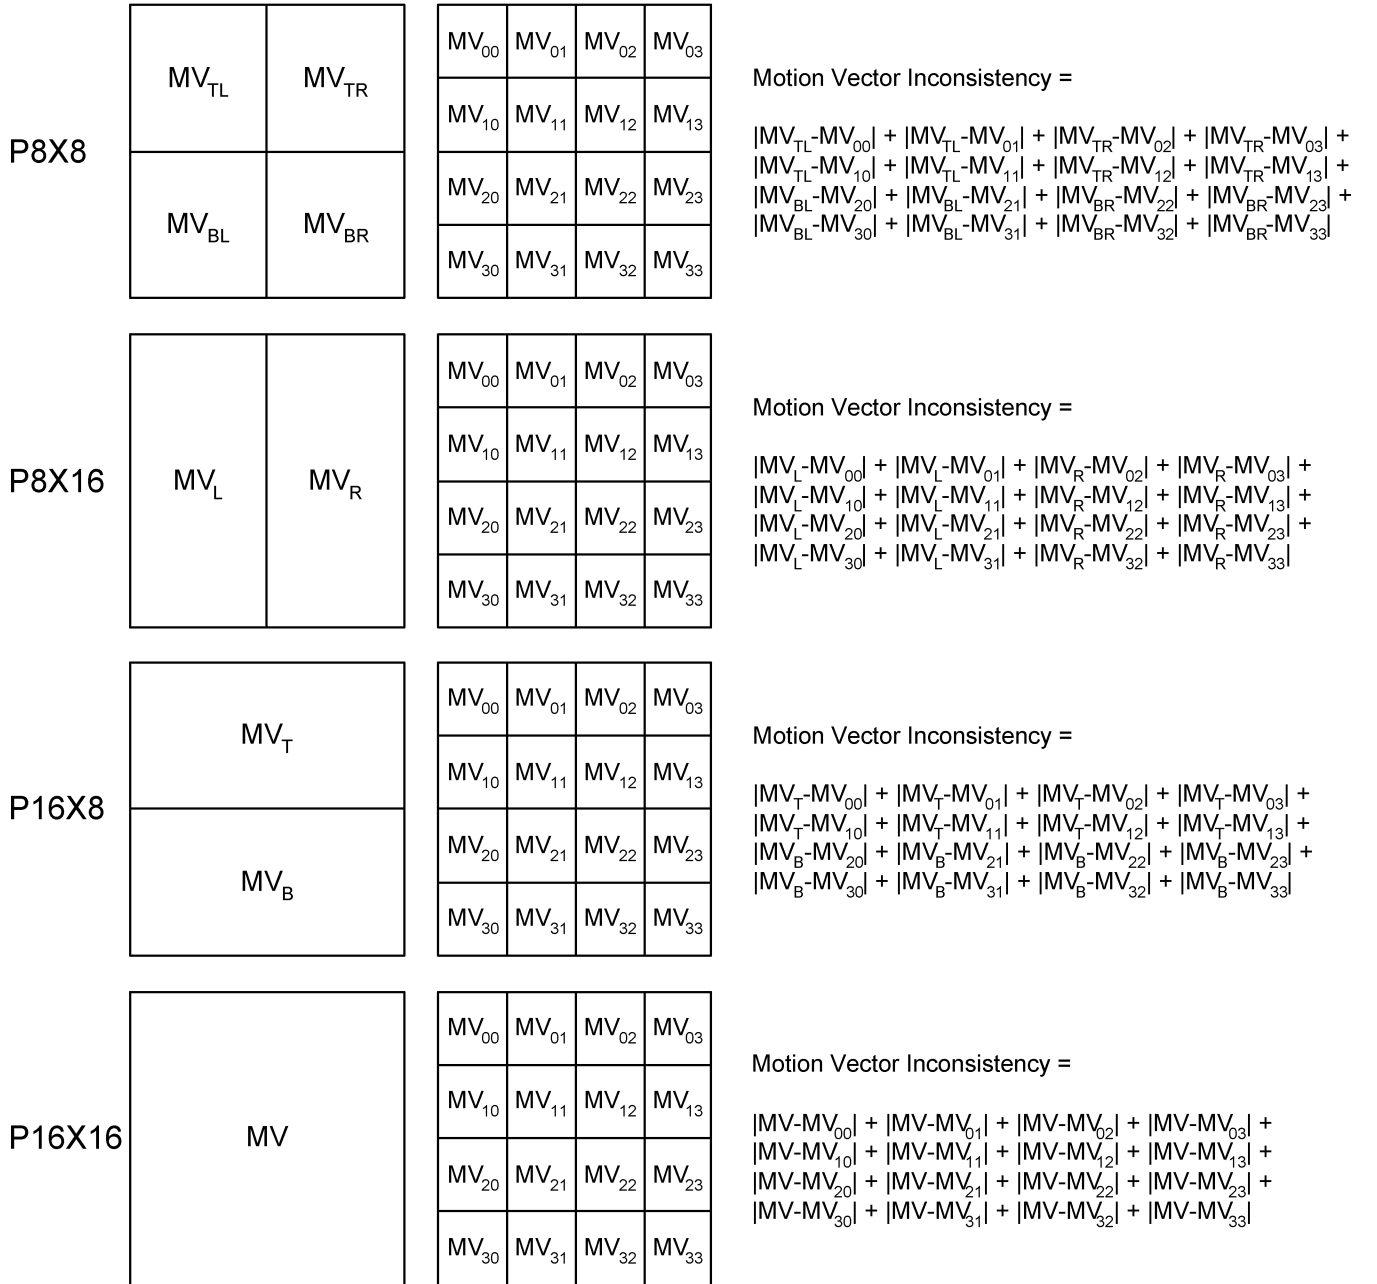 P8X8
MV_TL MV_TR
MV_BL MV_BR
MV_00 MV_01 MV_02 MV_03
MV_10 MV_11 MV_12 MV_13
MV_20 MV_21 MV_22 MV_23
MV_30 MV_31 MV_32 MV_33
Motion Vector Inconsistency =
|MV_TL-MV_00| + |MV_TL-MV_01| + |MV_TR-MV_02| + |MV_TR-MV_03| +
|MV_TL-MV_10| + |MV_TL-MV_11| + |MV_TR-MV_12| + |MV_TR-MV_13| +
|MV_BL-MV_20| + |MV_BL-MV_21| + |MV_BR-MV_22| + |MV_BR-MV_23| +
|MV_BL-MV_30| + |MV_BL-MV_31| + |MV_BR-MV_32| + |MV_BR-MV_33|
P8X16
MV_L MV_R
MV_00 MV_01 MV_02 MV_03
MV_10 MV_11 MV_12 MV_13
MV_20 MV_21 MV_22 MV_23
MV_30 MV_31 MV_32 MV_33
Motion Vector Inconsistency =
|MV_L-MV_00| + |MV_L-MV_01| + |MV_R-MV_02| + |MV_R-MV_03| +
|MV_L-MV_10| + |MV_L-MV_11| + |MV_R-MV_12| + |MV_R-MV_13| +
|MV_L-MV_20| + |MV_L-MV_21| + |MV_R-MV_22| + |MV_R-MV_23| +
|MV_L-MV_30| + |MV_L-MV_31| + |MV_R-MV_32| + |MV_R-MV_33|
P16X8
MV_T
MV_B
MV_00 MV_01 MV_02 MV_03
MV_10 MV_11 MV_12 MV_13
MV_20 MV_21 MV_22 MV_23
MV_30 MV_31 MV_32 MV_33
Motion Vector Inconsistency =
|MV_T-MV_00| + |MV_T-MV_01| + |MV_T-MV_02| + |MV_T-MV_03| +
|MV_T-MV_10| + |MV_T-MV_11| + |MV_T-MV_12| + |MV_T-MV_13| +
|MV_B-MV_20| + |MV_B-MV_21| + |MV_B-MV_22| + |MV_B-MV_23| +
|MV_B-MV_30| + |MV_B-MV_31| + |MV_B-MV_32| + |MV_B-MV_33|
P16X16
MV
MV_00 MV_01 MV_02 MV_03
MV_10 MV_11 MV_12 MV_13
MV_20 MV_21 MV_22 MV_23
MV_30 MV_31 MV_32 MV_33
Motion Vector Inconsistency =
|MV-MV_00| + |MV-MV_01| + |MV-MV_02| + |MV-MV_03| +
|MV-MV_10| + |MV-MV_11| + |MV-MV_12| + |MV-MV_13| +
|MV-MV_20| + |MV-MV_21| + |MV-MV_22| + |MV-MV_23| +
|MV-MV_30| + |MV-MV_31| + |MV-MV_32| + |MV-MV_33|